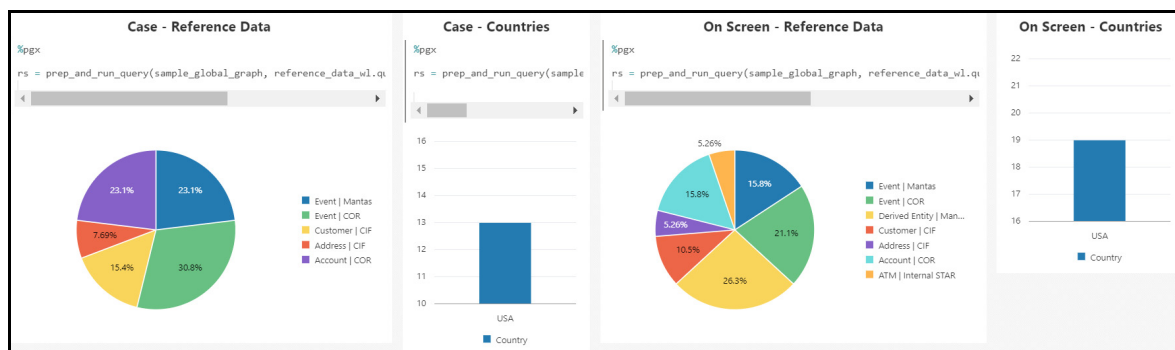 Case - Reference Data
%pgx
rs = prep_and_run_query(sample_global_graph, reference_data_wl.qu
23.1%
23.1%
7.69%
15.4%
30.8%
Event | Mantas
Event | COR
Customer | CIF
Address | CIF
Account | COR
Case - Countries
%pgx
rs = prep_and_run_query(sample
16
15
14
13
12
11
10
USA
Country
On Screen - Reference Data
%pgx
rs = prep_and_run_query(sample_global_graph, reference_data_wl.qu
5.26%
15.8%
15.8%
5.26%
21.1%
10.5%
26.3%
Event | Mantas
Event | COR
Derived Entity | Man...
Customer | CIF
Address | CIF
Account | COR
ATM | Internal STAR
On Screen - Countries
22
21
20
19
18
17
16
USA
Country